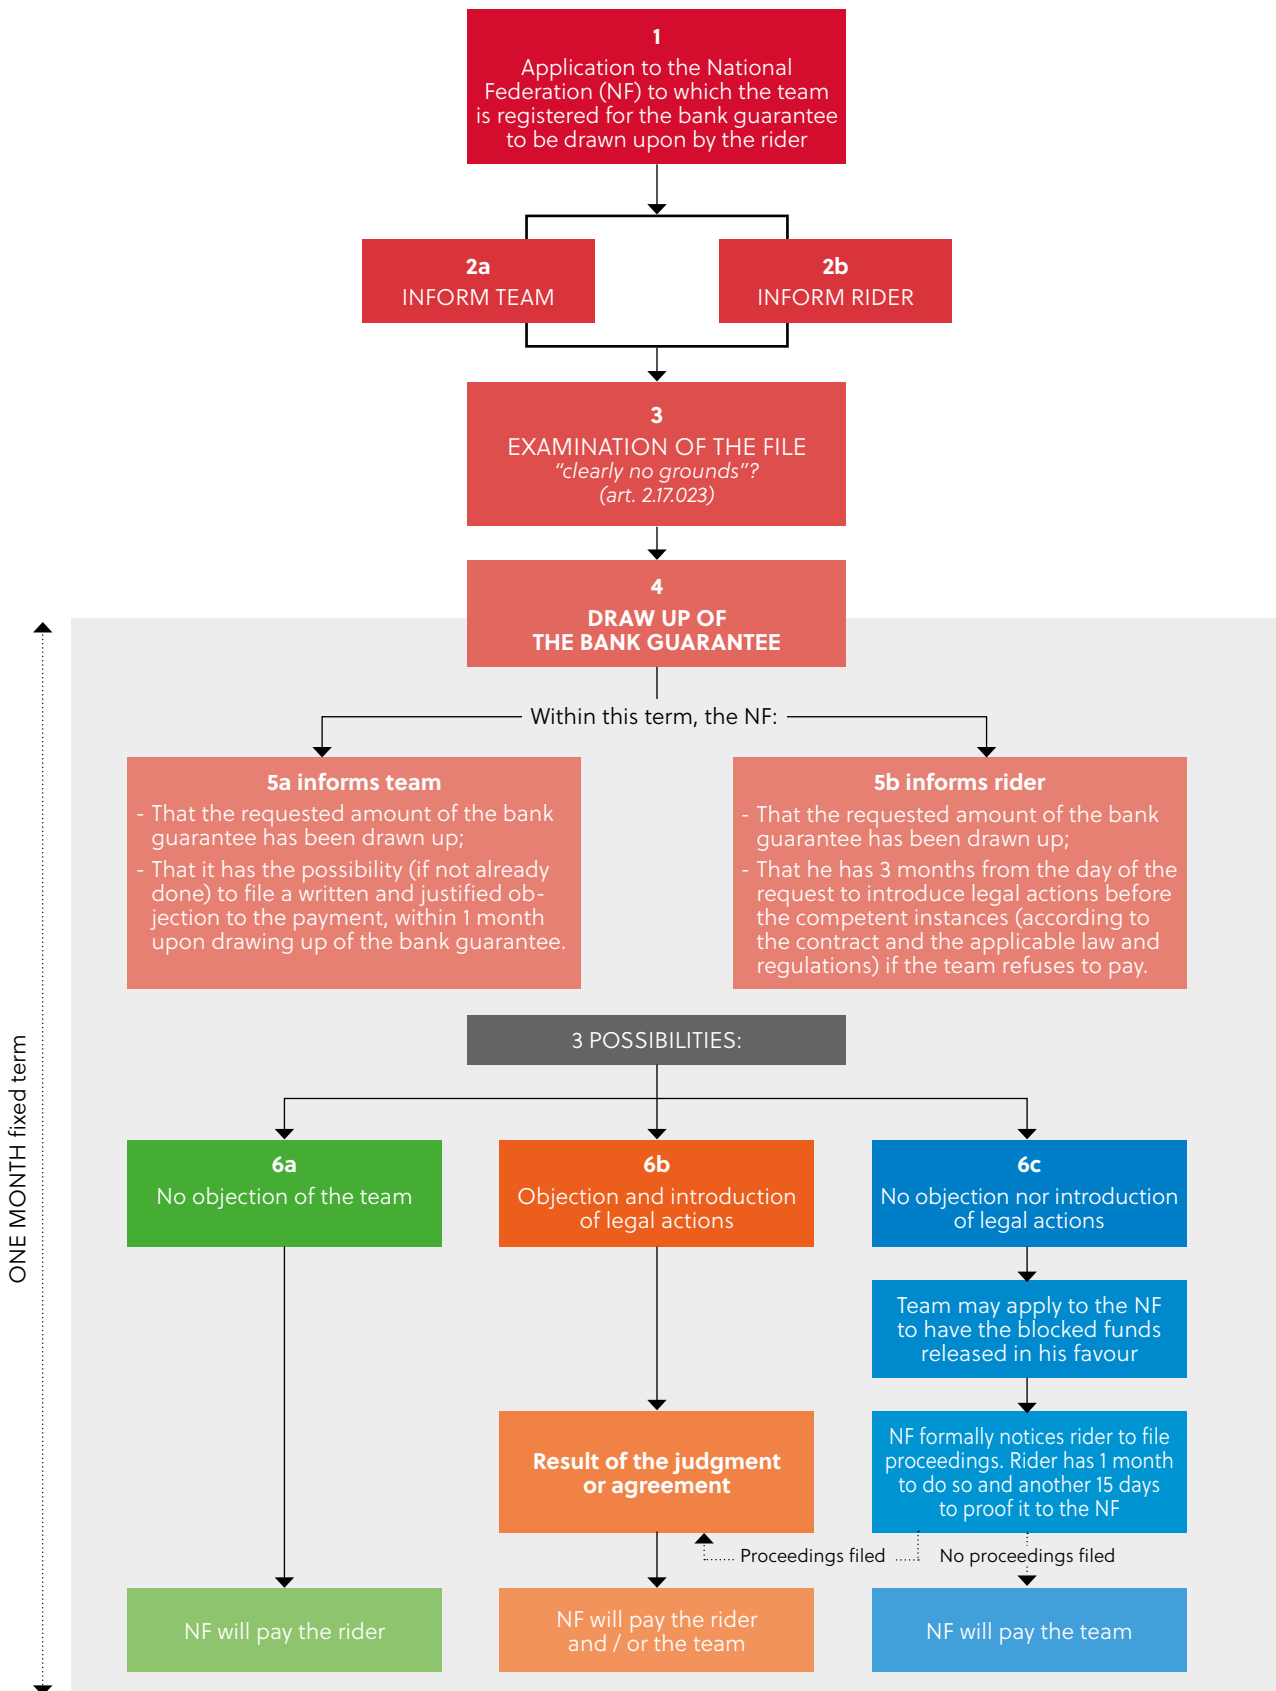 1
Application to the National
Federation (NF) to which the team
is registered for the bank guarantee
to be drawn upon by the rider
2a
INFORM TEAM
2b
INFORM RIDER
3
EXAMINATION OF THE FILE
“clearly no grounds”?
(art. 2.17.023)
4
DRAW UP OF
THE BANK GUARANTEE
Within this term, the NF:
5a informs team
- That the requested amount of the bank
guarantee has been drawn up;
- That it has the possibility (if not already
done) to file a written and justified ob-
jection to the payment, within 1 month
upon drawing up of the bank guarantee.
5b informs rider
- That the requested amount of the bank
guarantee has been drawn up;
- That he has 3 months from the day of the
request to introduce legal actions before
the competent instances (according to
the contract and the applicable law and
regulations) if the team refuses to pay.
ONE MONTH fixed term
3 POSSIBILITIES:
6a
No objection of the team
6b
Objection and introduction
of legal actions
6c
No objection nor introduction
of legal actions
Team may apply to the NF
to have the blocked funds
released in his favour
Result of the judgment
or agreement
NF formally notices rider to file
proceedings. Rider has 1 month
to do so and another 15 days
to proof it to the NF
Proceedings filed
No proceedings filed
NF will pay the rider
NF will pay the rider
and / or the team
NF will pay the team